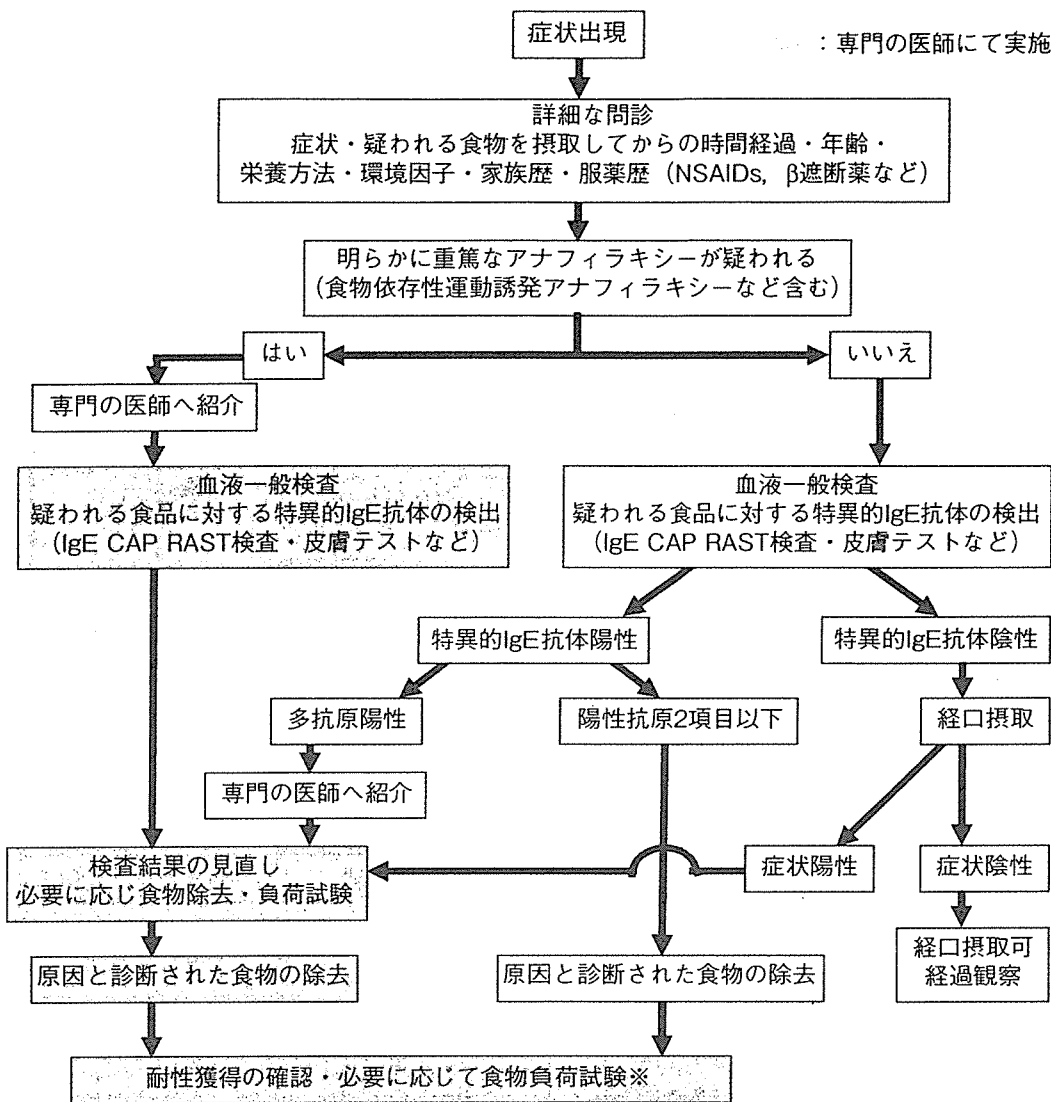 症状出現
：専門の医師にて実施
詳細な問診
症状・疑われる食物を摂取してからの時間経過・年齢・
栄養方法・環境因子・家族歴・服薬歴（NSAIDs，β遮断薬など）
明らかに重篤なアナフィラキシーが疑われる
（食物依存性運動誘発アナフィラキシーなど含む）
はい
いいえ
専門の医師へ紹介
血液一般検査
疑われる食品に対する特異的IgE抗体の検出
（IgE CAP RAST検査・皮膚テストなど）
血液一般検査
疑われる食品に対する特異的IgE抗体の検出
（IgE CAP RAST検査・皮膚テストなど）
特異的IgE抗体陽性
特異的IgE抗体陰性
多抗原陽性
陽性抗原2項目以下
経口摂取
専門の医師へ紹介
検査結果の見直し
必要に応じ食物除去・負荷試験
症状陽性
症状陰性
原因と診断された食物の除去
原因と診断された食物の除去
経口摂取可
経過観察
耐性獲得の確認・必要に応じて食物負荷試験※